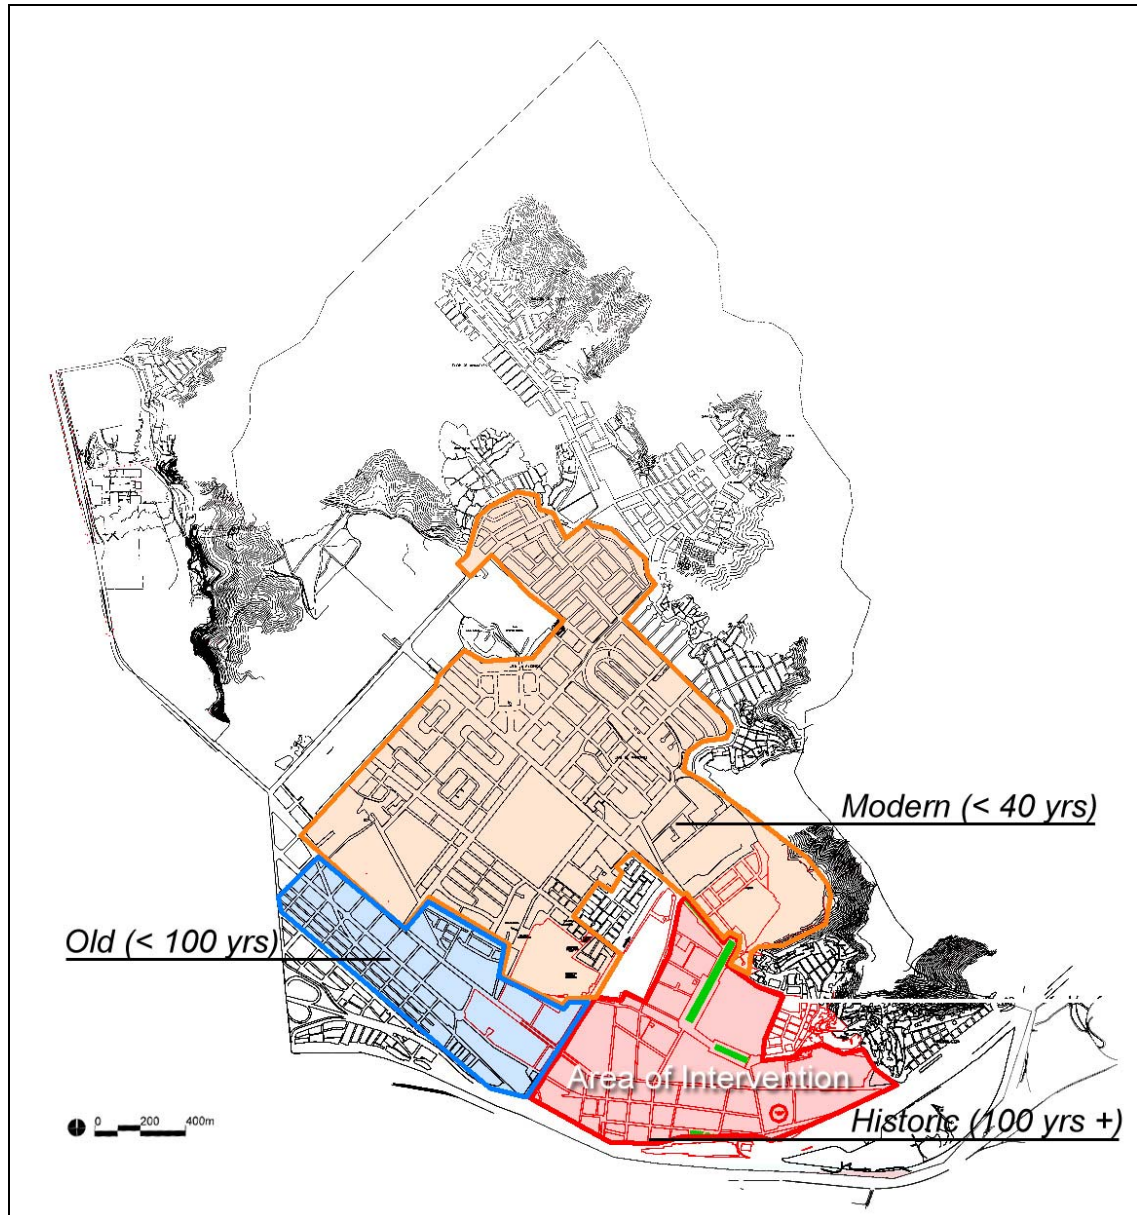 Modern (< 40 yrs)
Old (< 100 yrs)
Area of Intervention
Historic (100 yrs +)
0 200 400m